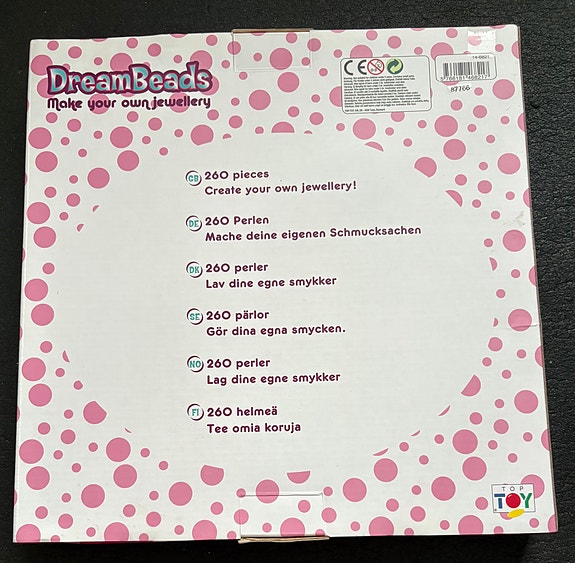 DreamBeads
Make your own jewellery
CE
14-6821
87766
GB 260 pieces
Create your own jewellery!
DE 260 Perlen
Mache deine eigenen Schmucksachen
DK 260 perler
Lav dine egne smykker
SE 260 pärlor
Gör dina egna smycken.
NO 260 perler
Lag dine egne smykker
FI 260 helmeä
Tee omia koruja
TOP
TOY